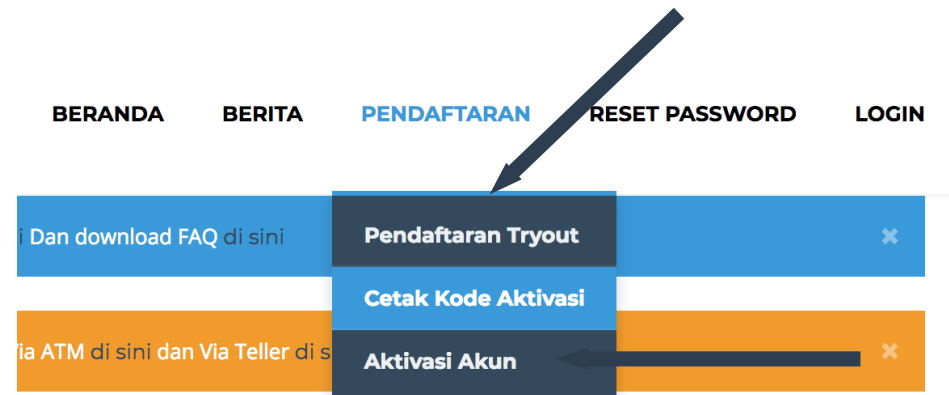 BERANDA BERITA PENDAFTARAN RESET PASSWORD LOGIN
Dan download FAQ di sini
Pendaftaran Tryout
Cetak Kode Aktivasi
ia ATM di sini dan Via Teller di s
Aktivasi Akun